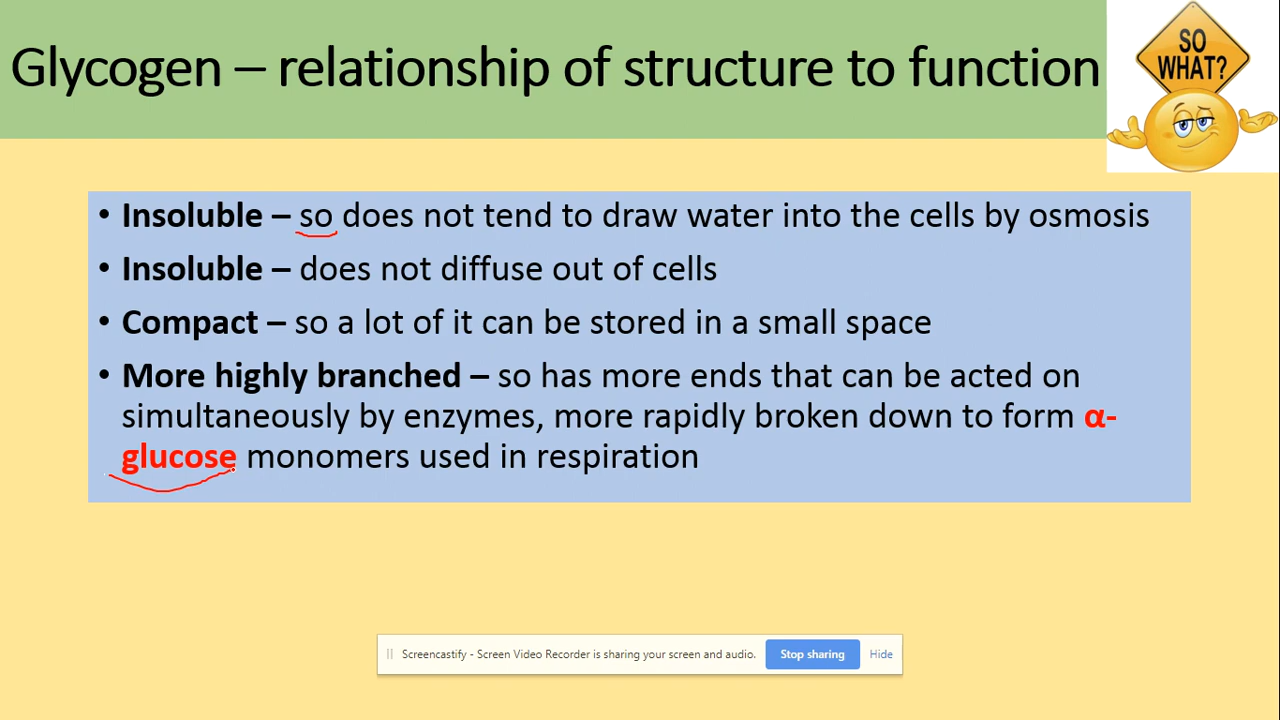 Glycogen – relationship of structure to function
SO
WHAT?
• Insoluble – so does not tend to draw water into the cells by osmosis
• Insoluble – does not diffuse out of cells
• Compact – so a lot of it can be stored in a small space
• More highly branched – so has more ends that can be acted on
simultaneously by enzymes, more rapidly broken down to form α-
glucose monomers used in respiration
Screencastify - Screen Video Recorder is sharing your screen and audio. Stop sharing Hide